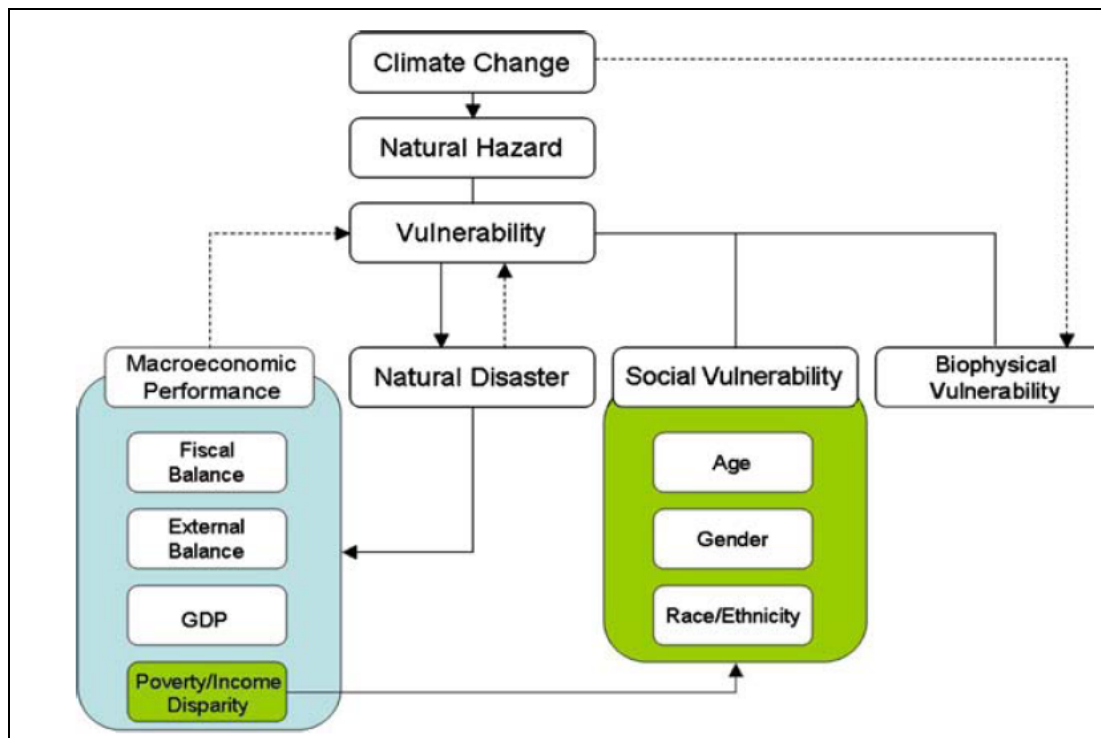 Climate Change
Natural Hazard
Vulnerability
Macroeconomic
Performance
Natural Disaster
Social Vulnerability
Biophysical
Vulnerability
Fiscal
Balance
External
Balance
GDP
Poverty/Income
Disparity
Age
Gender
Race/Ethnicity